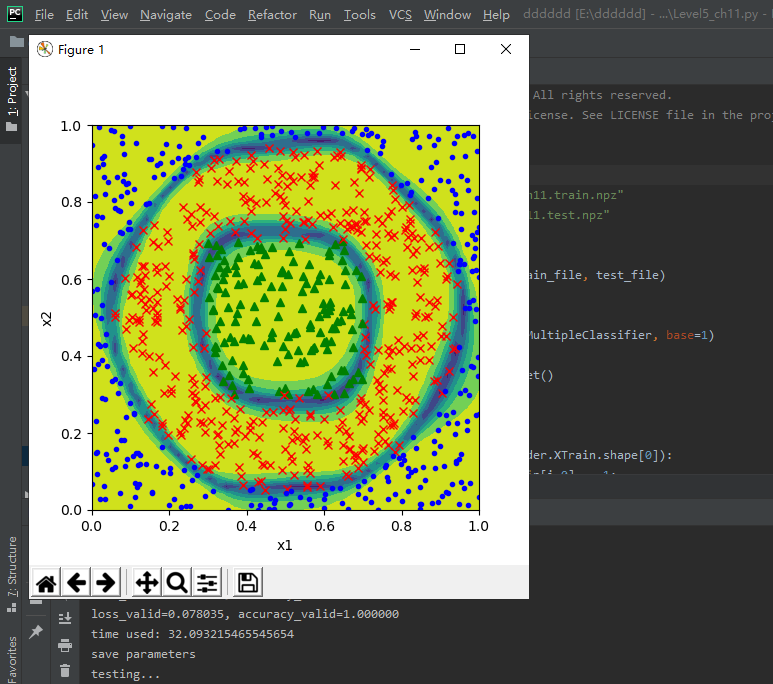 PC File Edit View Navigate Code Refactor Run Tools VCS Window Help dddddd [E:\dddddd] - ...\Level5_ch11.py -
Figure 1
1: Project
All rights reserved.
License. See LICENSE file in the
11.train.npz"
11.test.npz"
ain_file, test_file)
MultipleClassifier, base=1)
et()
der.XTrain.shape[0]):
1.0
0.8
0.6
x2
0.4
0.2
0.0
0.0 0.2 0.4 0.6 0.8 1.0
x1
Z: Structure
Favorites
loss_valid=0.078035, accuracy_valid=1.000000
time used: 32.093215465545654
save parameters
testing...